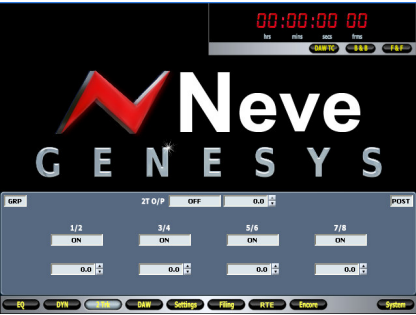 00:00:00 00
hrs mins secs frms
DAW TC B & B F & F
Neve
GENESYS
GRP 2T O/P OFF 0.0 POST
1/2 3/4 5/6 7/8
ON ON ON ON
0.0 0.0 0.0 0.0
EQ DYN 2 Trk DAW Settings Filing RTE Encore System